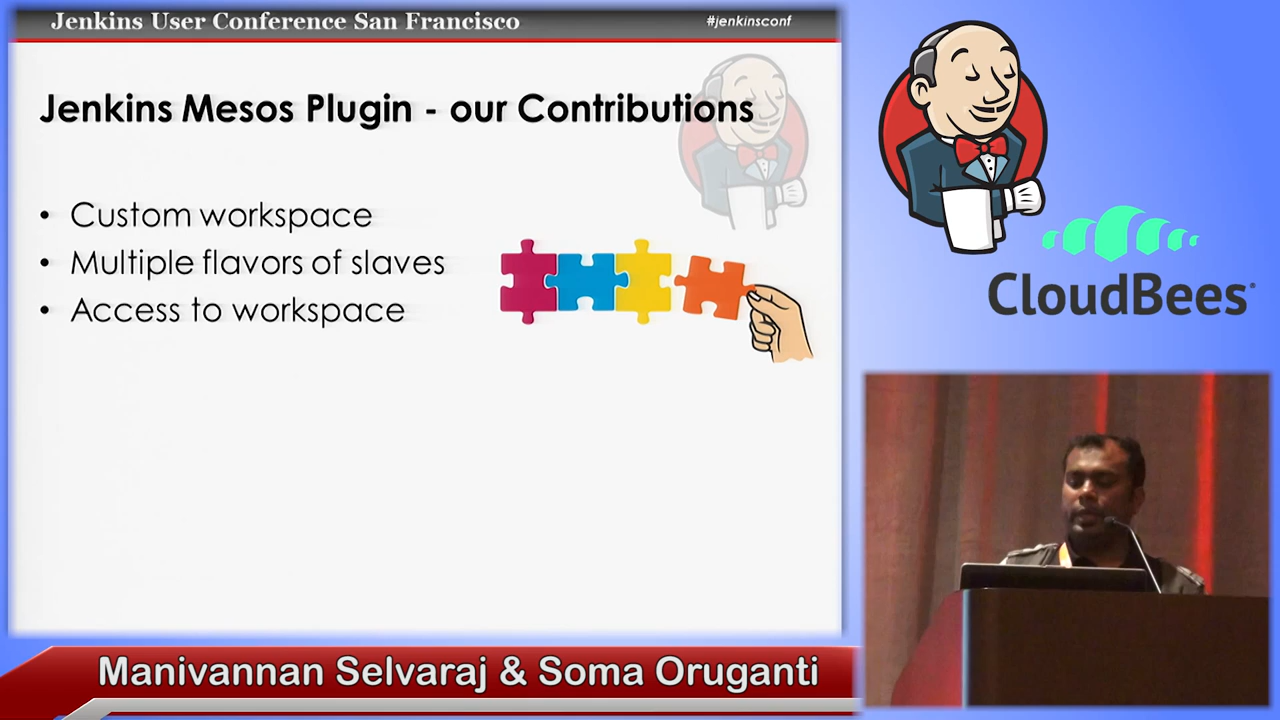 Jenkins User Conference San Francisco
#jenkinsconf
Jenkins Mesos Plugin - our Contributions
• Custom workspace
• Multiple flavors of slaves
• Access to workspace
CloudBees
Manivannan Selvaraj & Soma Oruganti